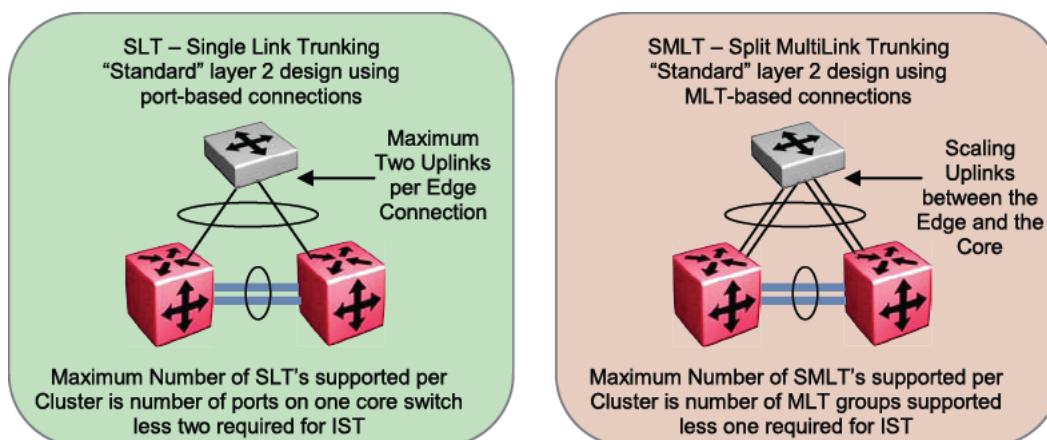 SLT – Single Link Trunking
“Standard” layer 2 design using
port-based connections
Maximum
Two Uplinks
per Edge
Connection
Maximum Number of SLT's supported per
Cluster is number of ports on one core switch
less two required for IST
SMLT – Split MultiLink Trunking
“Standard” layer 2 design using
MLT-based connections
Scaling
Uplinks
between the
Edge and the
Core
Maximum Number of SMLT's supported per
Cluster is number of MLT groups supported
less one required for IST